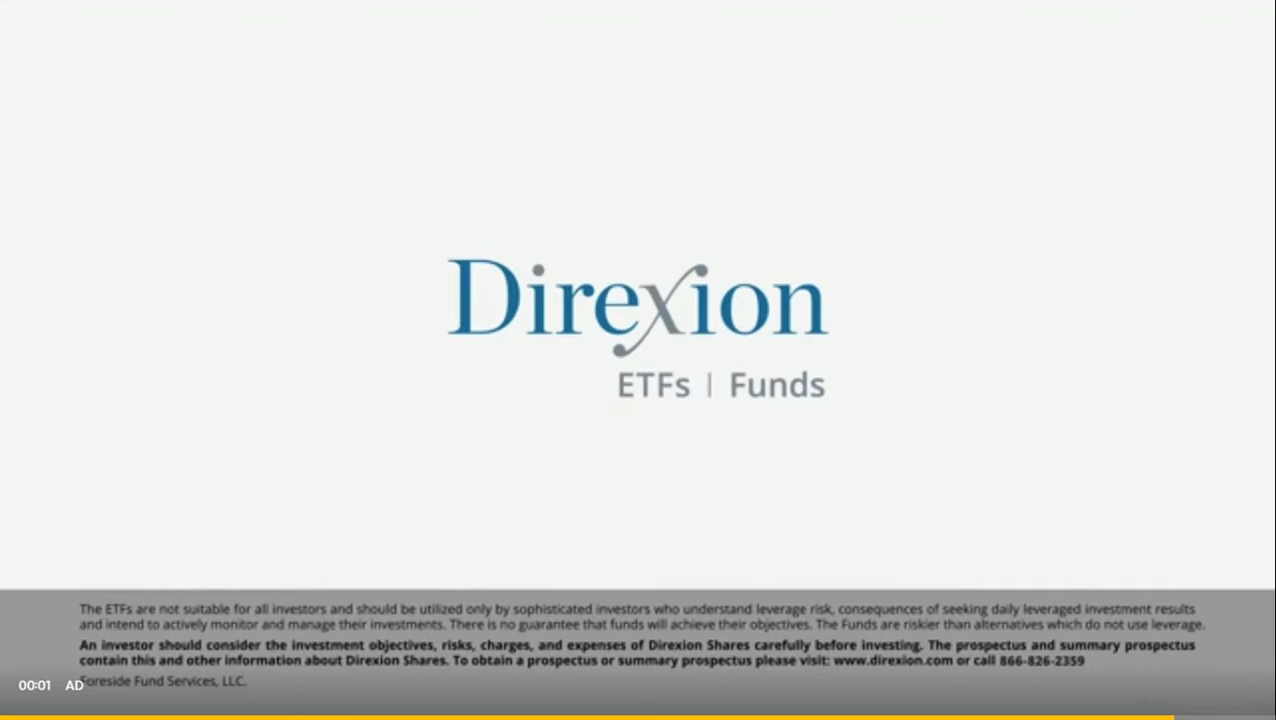 Direxion
ETFs | Funds
The ETFs are not suitable for all investors and should be utilized only by sophisticated investors who understand leverage risk, consequences of seeking daily leveraged investment results
and intend to actively monitor and manage their investments. There is no guarantee that funds will achieve their objectives. The Funds are riskier than alternatives which do not use leverage.
An investor should consider the investment objectives, risks, charges, and expenses of Direxion Shares carefully before investing. The prospectus and summary prospectus
contain this and other information about Direxion Shares. To obtain a prospectus or summary prospectus please visit: www.direxion.com or call 866-826-2359
Foreside Fund Services, LLC.
00:01 AD